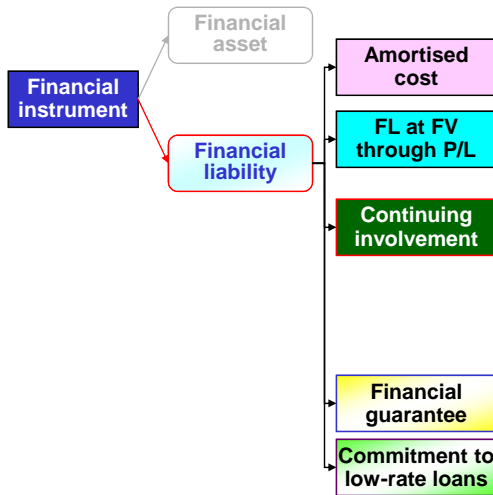 Financial
instrument
Financial
asset
Financial
liability
Amortised
cost
FL at FV
through P/L
Continuing
involvement
Financial
guarantee
Commitment to
low-rate loans